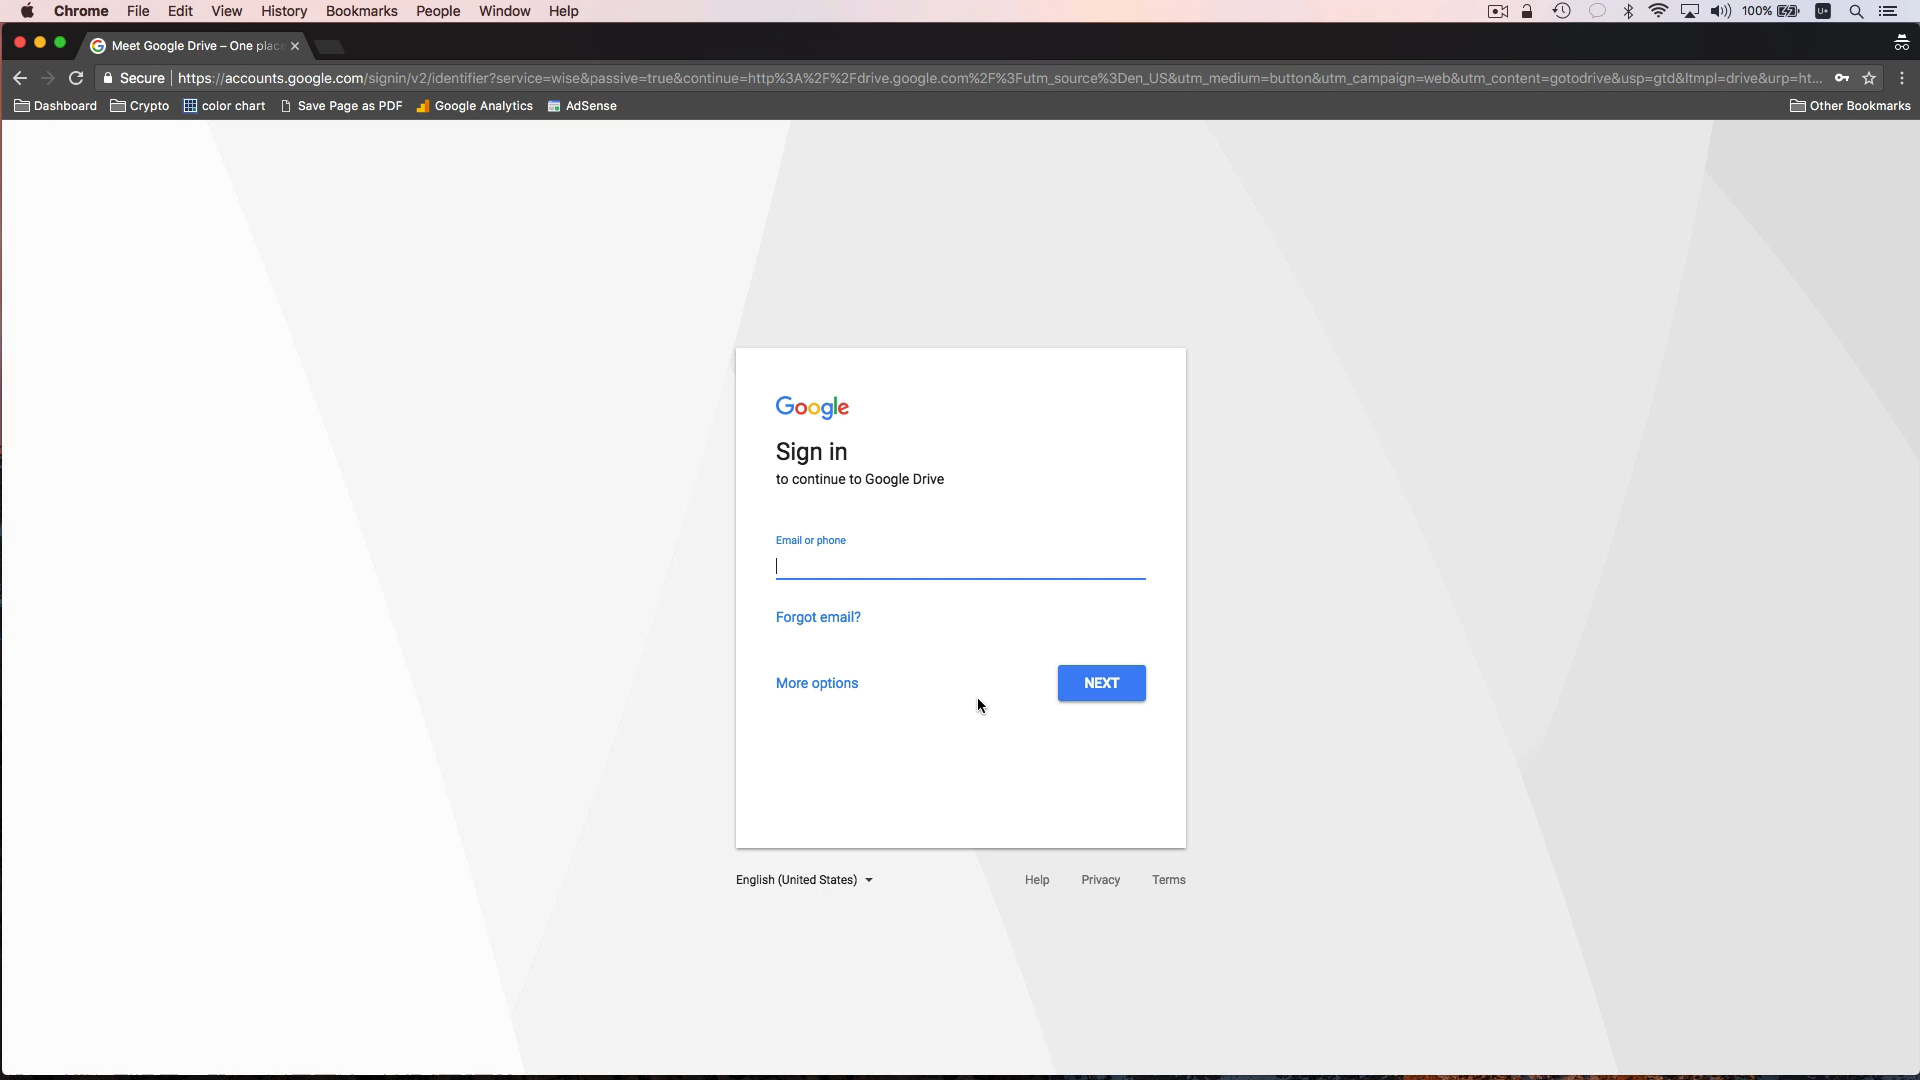 Chrome File Edit View History Bookmarks People Window Help 100% U+
Meet Google Drive – One place
Secure https://accounts.google.com/signin/v2/identifier?service=wise&passive=true&continue=http%3A%2F%2Fdrive.google.com%2F%3Futm_source%3Den_US&utm_medium=button&utm_campaign=web&utm_content=gotodrive&usp=gtd&ltmpl=drive&urp=ht...
Dashboard Crypto color chart Save Page as PDF Google Analytics AdSense Other Bookmarks
Google
Sign in
to continue to Google Drive
Email or phone
Forgot email?
More options NEXT
English (United States) Help Privacy Terms